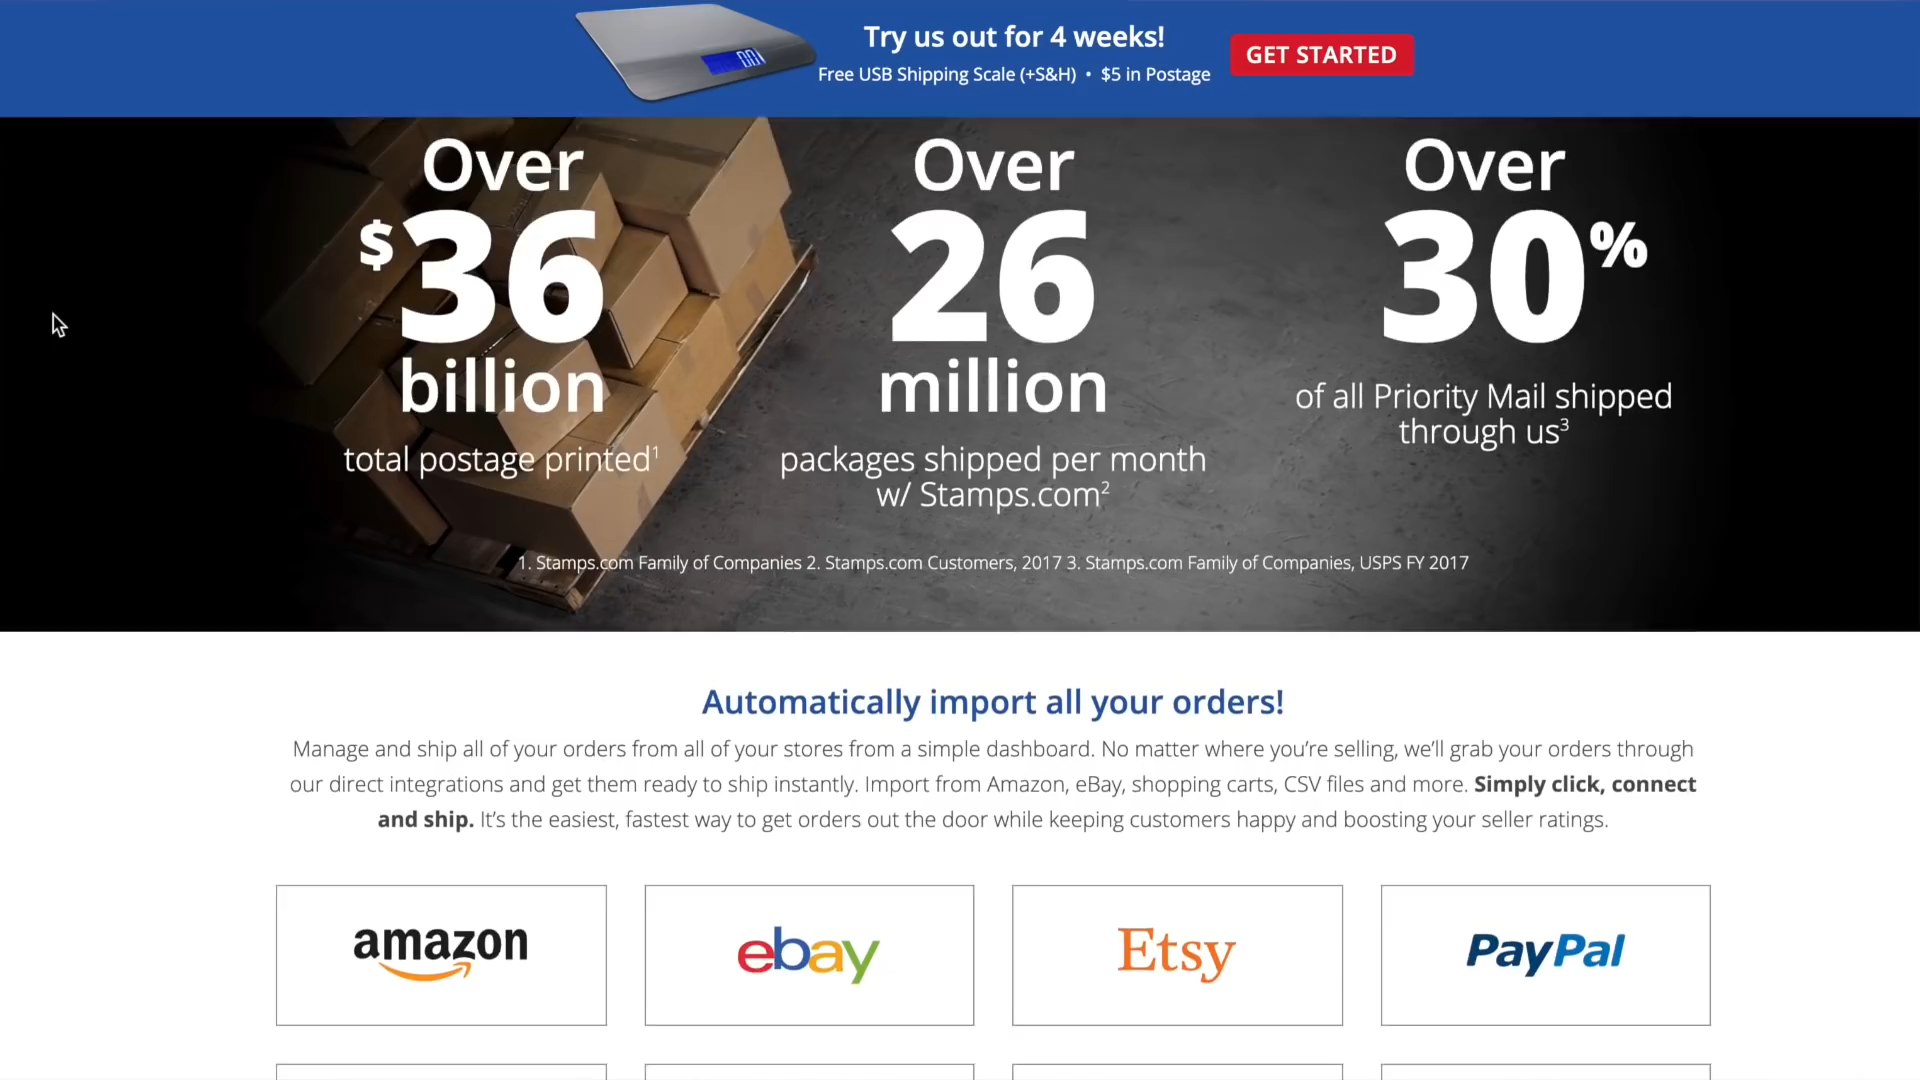 Try us out for 4 weeks!
Free USB Shipping Scale (+S&H) • $5 in Postage
GET STARTED
Over
$36
billion
total postage printed¹
Over
26
million
packages shipped per month
w/ Stamps.com²
Over
30%
of all Priority Mail shipped
through us³
1. Stamps.com Family of Companies 2. Stamps.com Customers, 2017 3. Stamps.com Family of Companies, USPS FY 2017
Automatically import all your orders!
Manage and ship all of your orders from all of your stores from a simple dashboard. No matter where you’re selling, we’ll grab your orders through
our direct integrations and get them ready to ship instantly. Import from Amazon, eBay, shopping carts, CSV files and more. Simply click, connect
and ship. It’s the easiest, fastest way to get orders out the door while keeping customers happy and boosting your seller ratings.
amazon
ebay
Etsy
PayPal